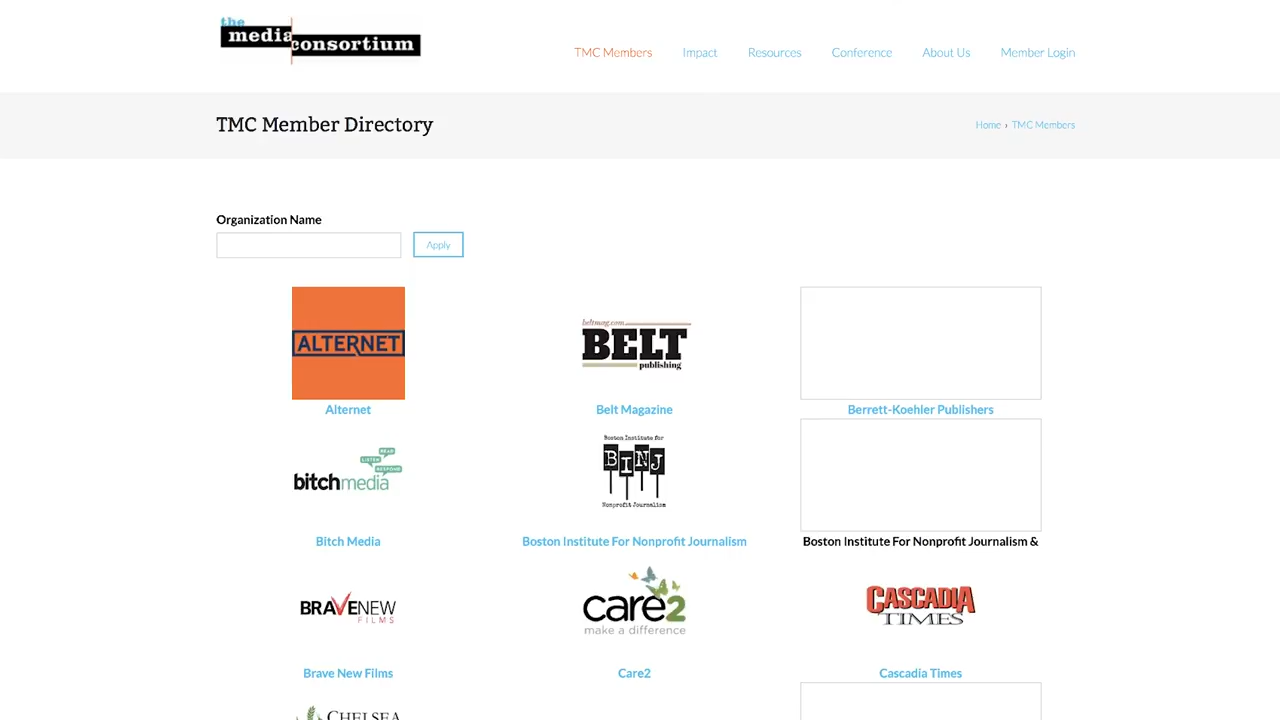 the
media consortium
TMC Members Impact Resources Conference About Us Member Login
TMC Member Directory
Home › TMC Members
Organization Name
Apply
ALTERNET
beltmag.com
BELT
publishing
Alternet
Belt Magazine
Berrett-Koehler Publishers
READ
LISTEN
RESPOND
bitchmedia
Boston Institute for
BINJ
Nonprofit Journalism
Bitch Media
Boston Institute For Nonprofit Journalism
Boston Institute For Nonprofit Journalism &
BRAVENEW
FILMS
care2
make a difference
CASCADIA
TIMES
Brave New Films
Care2
Cascadia Times
CHELSEA